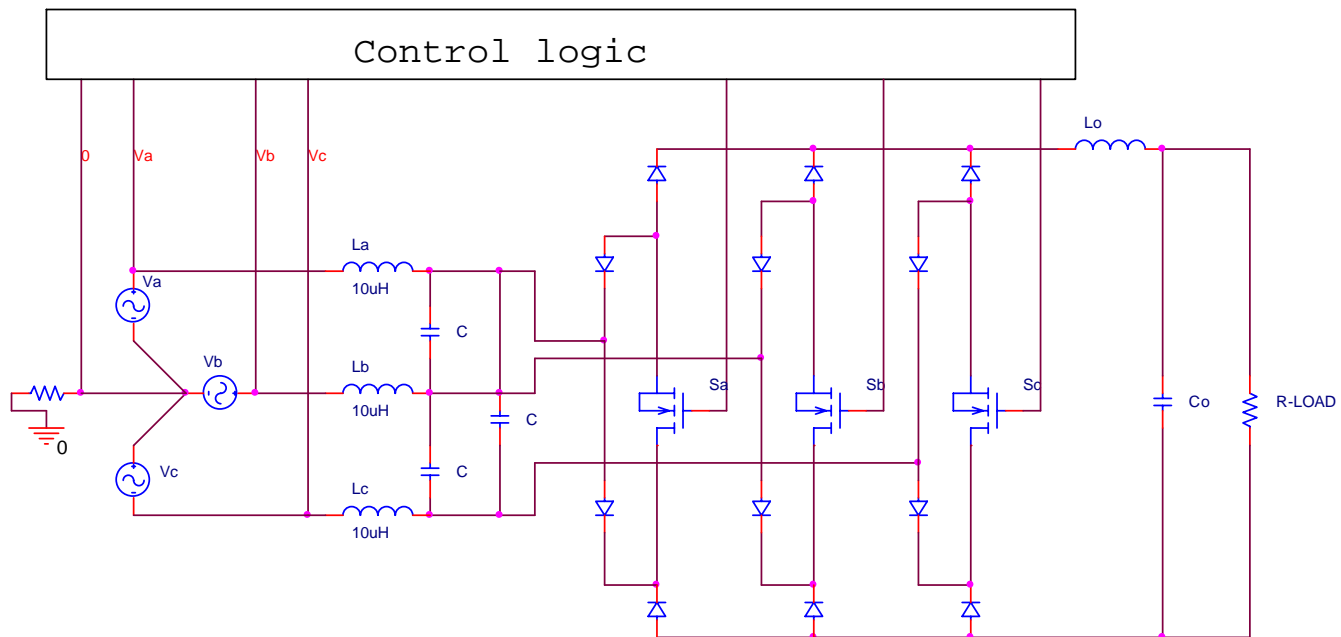 Control logic
Lo
0
Va
Vb
Vc
La
Va
10uH
C
Vb
Lb
Sa
Sb
Sc
Co
R-LOAD
10uH
C
0
Vc
C
Lc
10uH